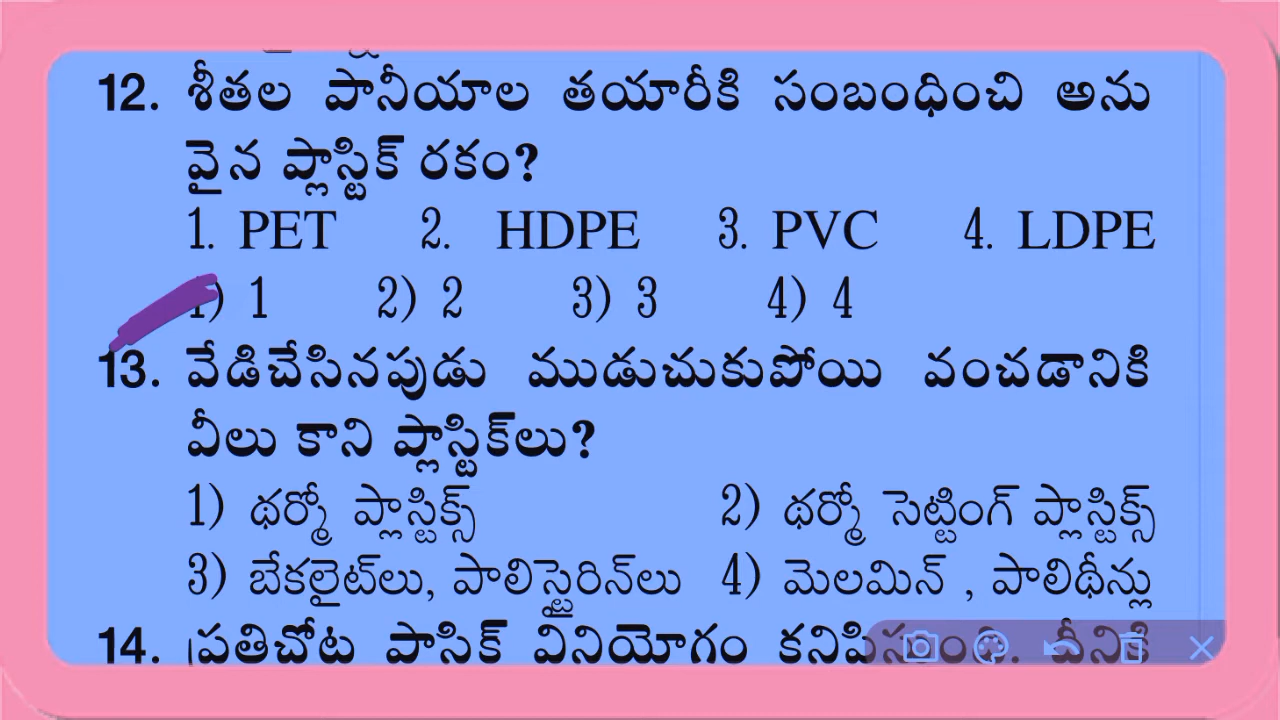 12. శీతల పానీయాల తయారీకి సంబంధించి అను
వైన ప్లాస్టిక్ రకం?
1. PET 2. HDPE 3. PVC 4. LDPE
1) 1 2) 2 3) 3 4) 4
13. వేడిచేసినపుడు ముడుచుకుపోయి వంచడానికి
వీలు కాని ప్లాస్టిక్‌లు?
1) థర్మో ప్లాస్టిక్స్ 2) థర్మో సెట్టింగ్ ప్లాస్టిక్స్
3) బేకలైట్‌లు, పాలిస్టైరిన్‌లు 4) మెలమిన్ , పాలిథీన్లు
14. ప్రతిచోట ప్లాస్టిక్ వినియోగం